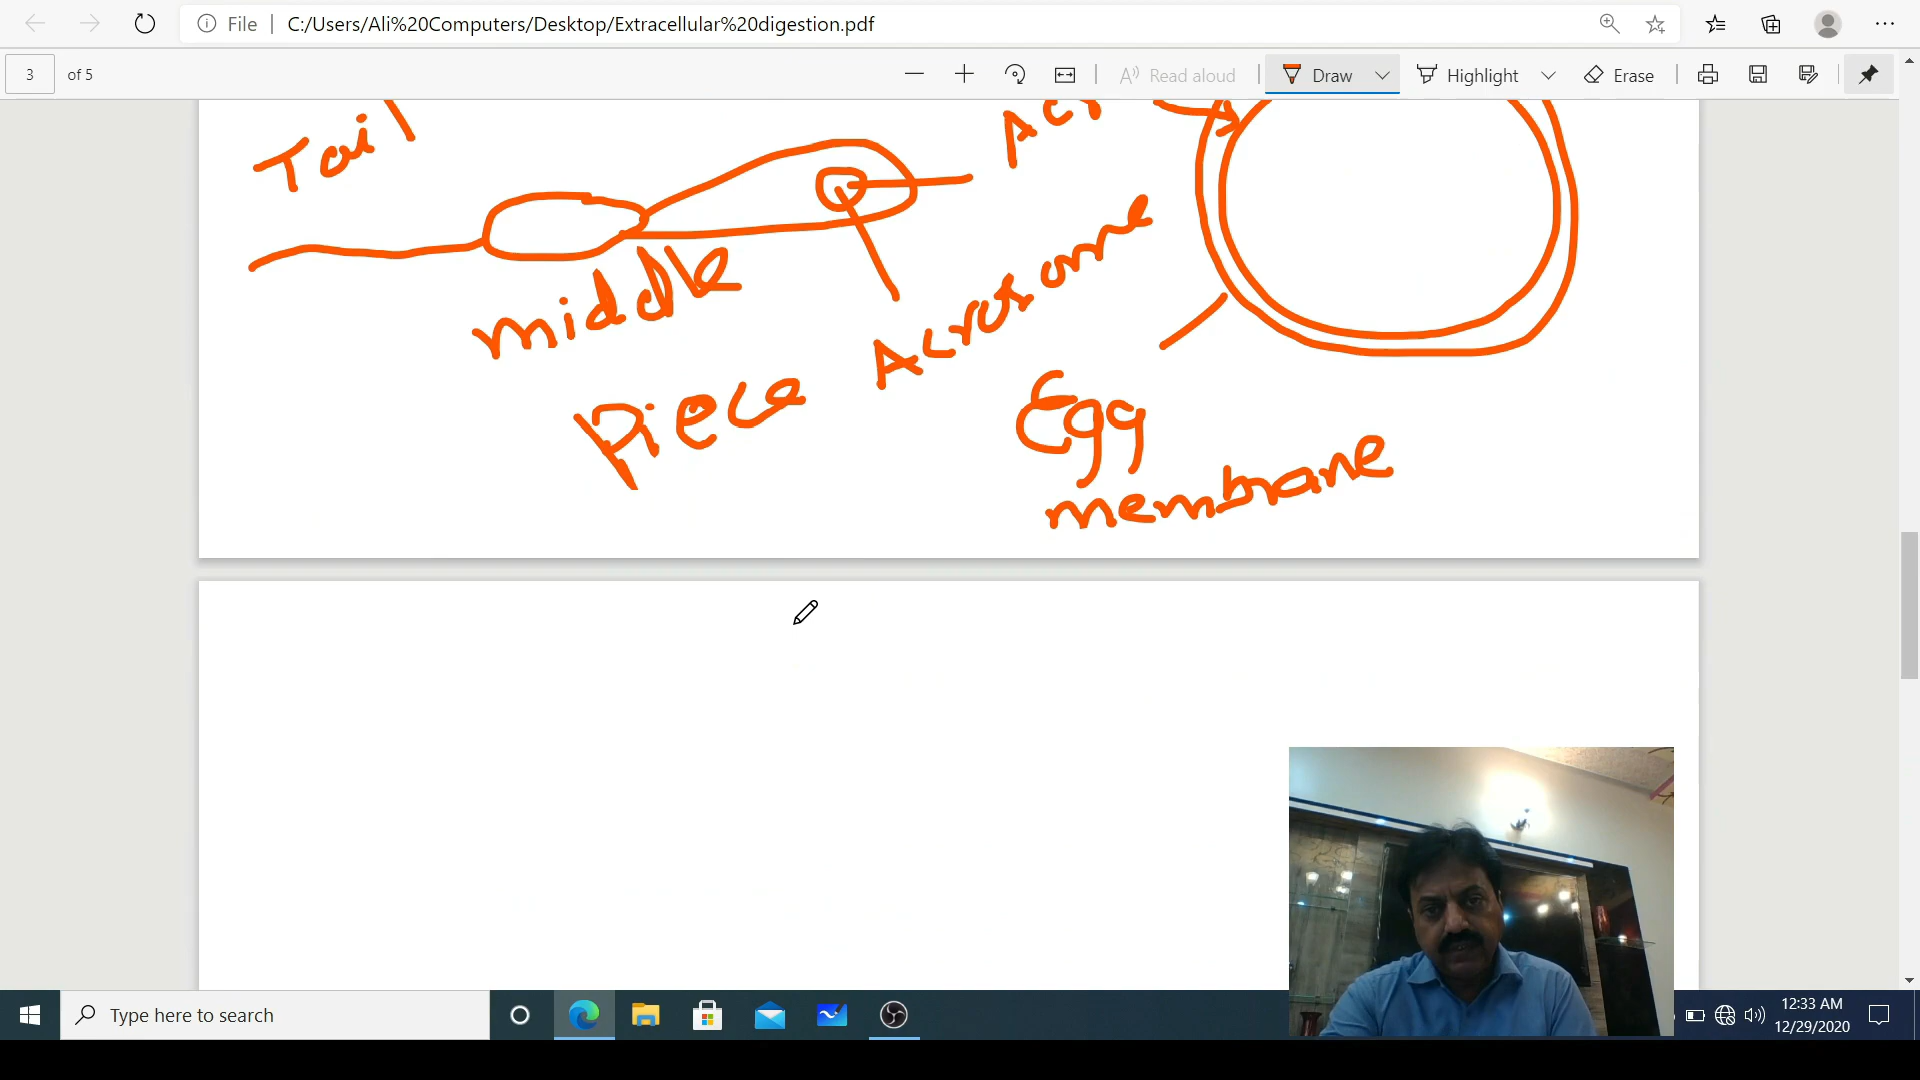 File C:/Users/Ali%20Computers/Desktop/Extracellular%20digestion.pdf
3 of 5 Read aloud Draw Highlight Erase
Tail
Acr
middle
Piece
Acrosome
Egg
membrane
Type here to search
12:33 AM
12/29/2020